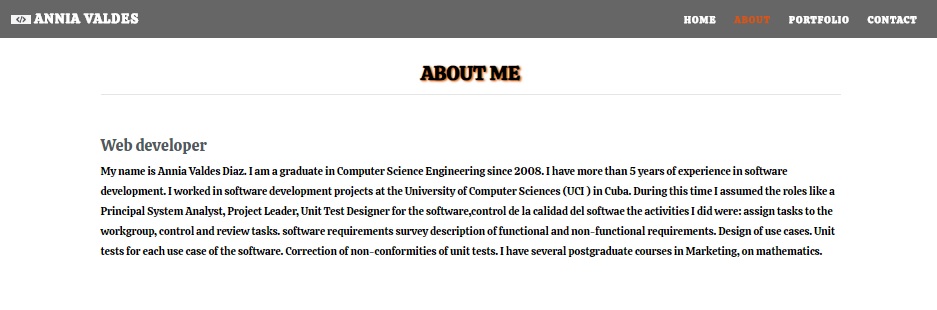 </> ANNIA VALDES
HOME ABOUT PORTFOLIO CONTACT
ABOUT ME
Web developer
My name is Annia Valdes Diaz. I am a graduate in Computer Science Engineering since 2008. I have more than 5 years of experience in software
development. I worked in software development projects at the University of Computer Sciences (UCI ) in Cuba. During this time I assumed the roles like a
Principal System Analyst, Project Leader, Unit Test Designer for the software,control de la calidad del softwae the activities I did were: assign tasks to the
workgroup, control and review tasks. software requirements survey description of functional and non-functional requirements. Design of use cases. Unit
tests for each use case of the software. Correction of non-conformities of unit tests. I have several postgraduate courses in Marketing, on mathematics.